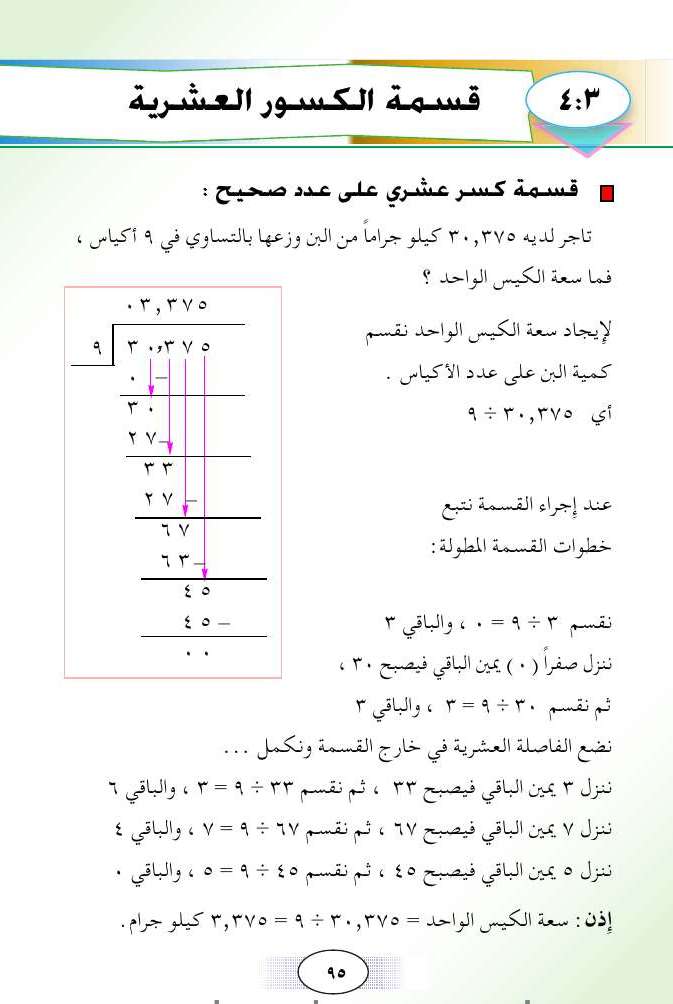 ٤:٣ قسمة الكسور العشرية
قسمة كسر عشري على عدد صحيح :
تاجر لديه ٣٠,٣٧٥ كيلو جراماً من البن وزعها بالتساوي في ٩ أكياس ،
فما سعة الكيس الواحد ؟
لإيجاد سعة الكيس الواحد نقسم
كمية البن على عدد الأكياس .
أي ٣٠,٣٧٥ ÷ ٩
عند إجراء القسمة نتبع
خطوات القسمة المطولة:
٠٣,٣٧٥
٩ ٣٠,٣٧٥
٠ –
٣٠
٢٧ –
٣٣
٢٧ –
٦٧
٦٣ –
٤٥
٤٥ –
٠٠
نقسم ٣ ÷ ٩ = ٠ ، والباقي ٣
ننزل صفراً (٠) يمين الباقي فيصبح ٣٠ ،
ثم نقسم ٣٠ ÷ ٩ = ٣ ، والباقي ٣
نضع الفاصلة العشرية في خارج القسمة ونكمل ...
ننزل ٣ يمين الباقي فيصبح ٣٣ ، ثم نقسم ٣٣ ÷ ٩ = ٣ ، والباقي ٦
ننزل ٧ يمين الباقي فيصبح ٦٧ ، ثم نقسم ٦٧ ÷ ٩ = ٧ ، والباقي ٤
ننزل ٥ يمين الباقي فيصبح ٤٥ ، ثم نقسم ٤٥ ÷ ٩ = ٥ ، والباقي ٠
إذن : سعة الكيس الواحد = ٣٠,٣٧٥ ÷ ٩ = ٣,٣٧٥ كيلو جرام.
٩٥